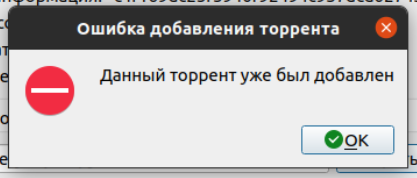 Ошибка добавления торрента
Данный торрент уже был добавлен
OK